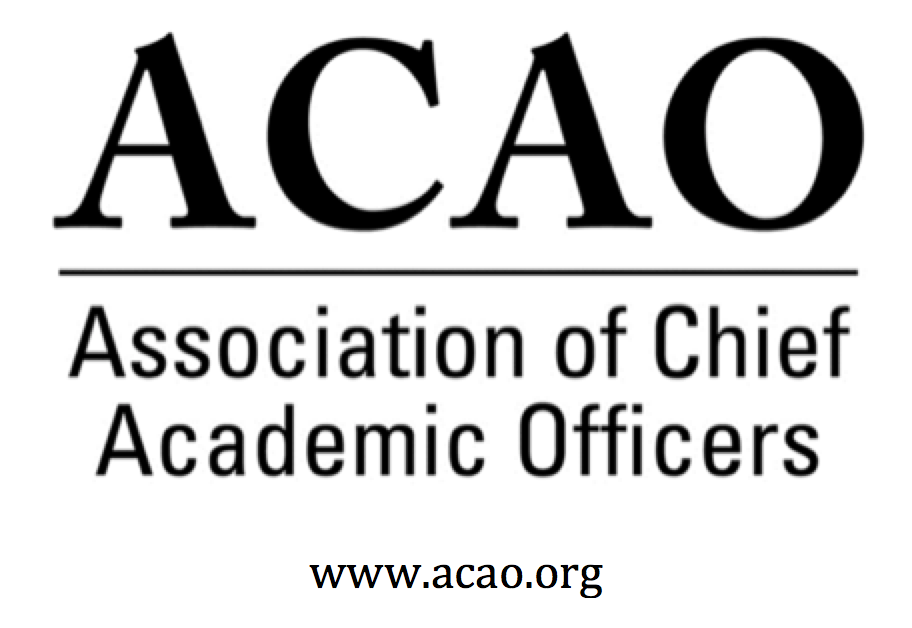 ACAO
Association of Chief
Academic Officers
www.acao.org